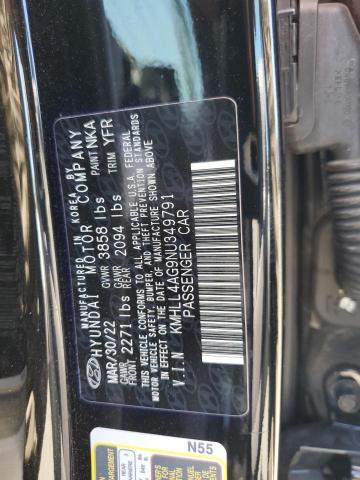 MANUFACTURED IN KOREA BY
HYUNDAI MOTOR COMPANY
MAR/30/22 GVWR 3858 lbs PAINT NKA
GAWR FRONT 2271 lbs GAWR REAR 2094 lbs TRIM YFR
THIS VEHICLE CONFORMS TO ALL APPLICABLE U.S.A. FEDERAL
MOTOR VEHICLE SAFETY, BUMPER, AND THEFT PREVENTION STANDARDS
IN EFFECT ON THE DATE OF MANUFACTURE SHOWN ABOVE
V.I.N KMHLL4AG9NU349791
PASSENGER CAR
N55
REAR